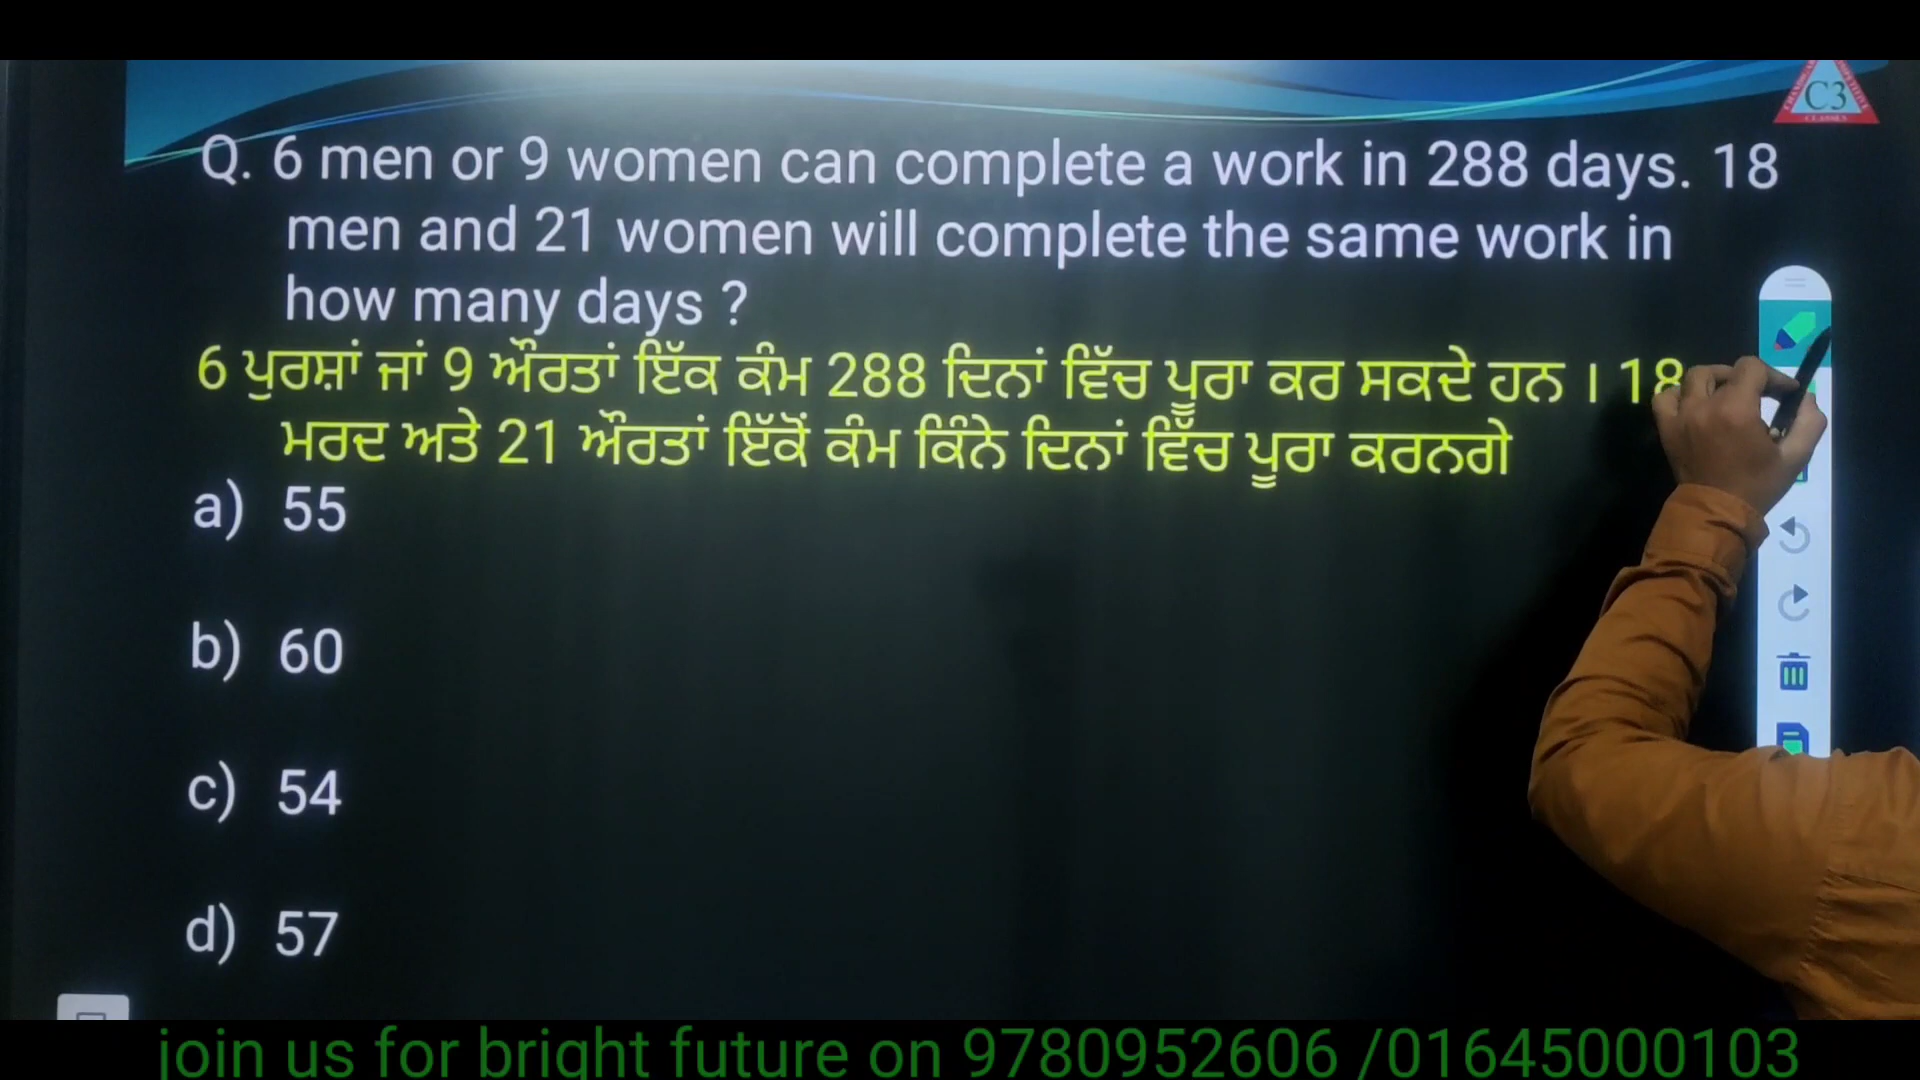 C3
CLASSES
Q. 6 men or 9 women can complete a work in 288 days. 18
men and 21 women will complete the same work in
how many days ?
6 ਪੁਰਸ਼ਾਂ ਜਾਂ 9 ਔਰਤਾਂ ਇੱਕ ਕੰਮ 288 ਦਿਨਾਂ ਵਿੱਚ ਪੂਰਾ ਕਰ ਸਕਦੇ ਹਨ । 18
ਮਰਦ ਅਤੇ 21 ਔਰਤਾਂ ਇੱਕੋਂ ਕੰਮ ਕਿੰਨੇ ਦਿਨਾਂ ਵਿੱਚ ਪੂਰਾ ਕਰਨਗੇ
a) 55
b) 60
c) 54
d) 57
join us for bright future on 9780952606 /01645000103